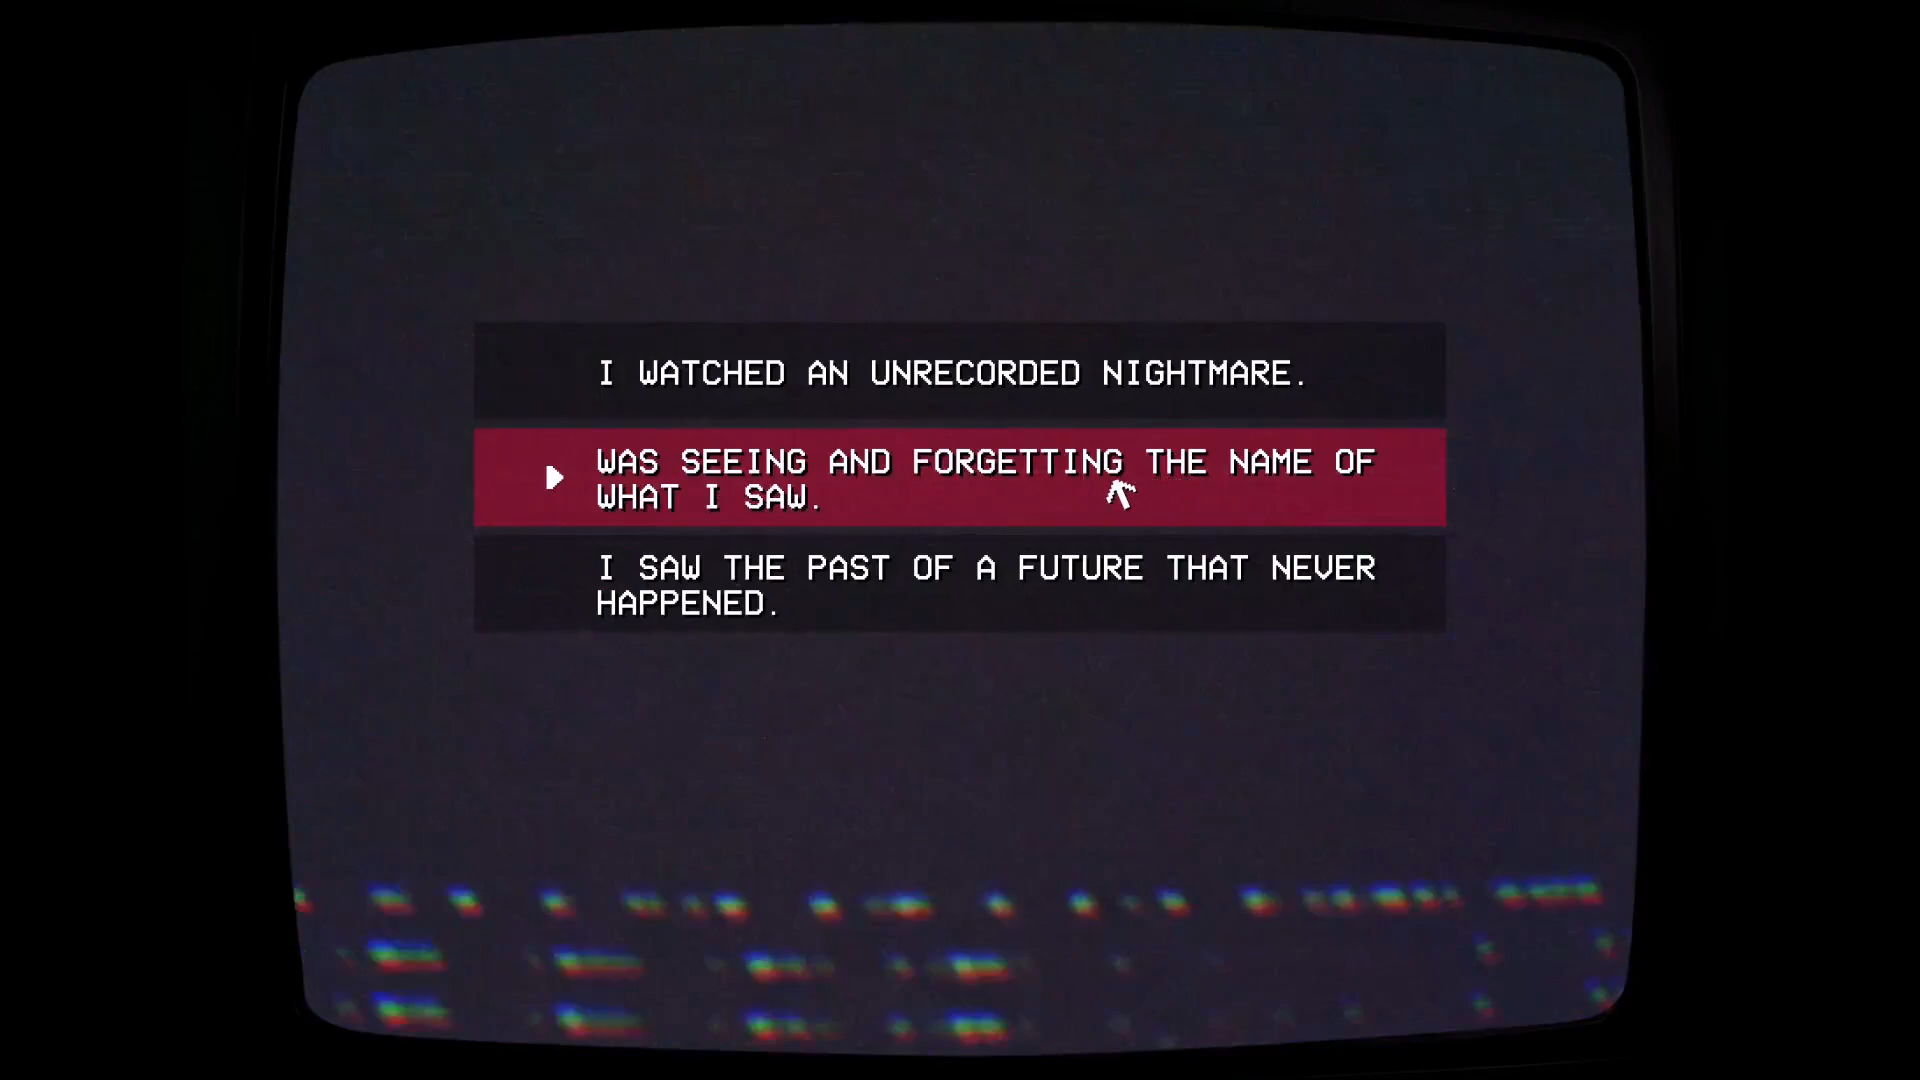 I WATCHED AN UNRECORDED NIGHTMARE.
WAS SEEING AND FORGETTING THE NAME OF
WHAT I SAW.
I SAW THE PAST OF A FUTURE THAT NEVER
HAPPENED.